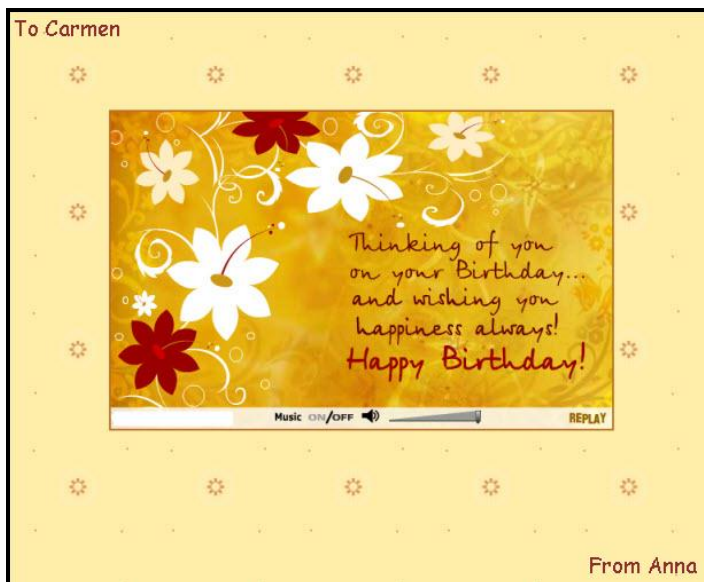 To Carmen
Thinking of you
on your Birthday...
and wishing you
happiness always!
Happy Birthday!
Music ON/OFF
REPLAY
From Anna